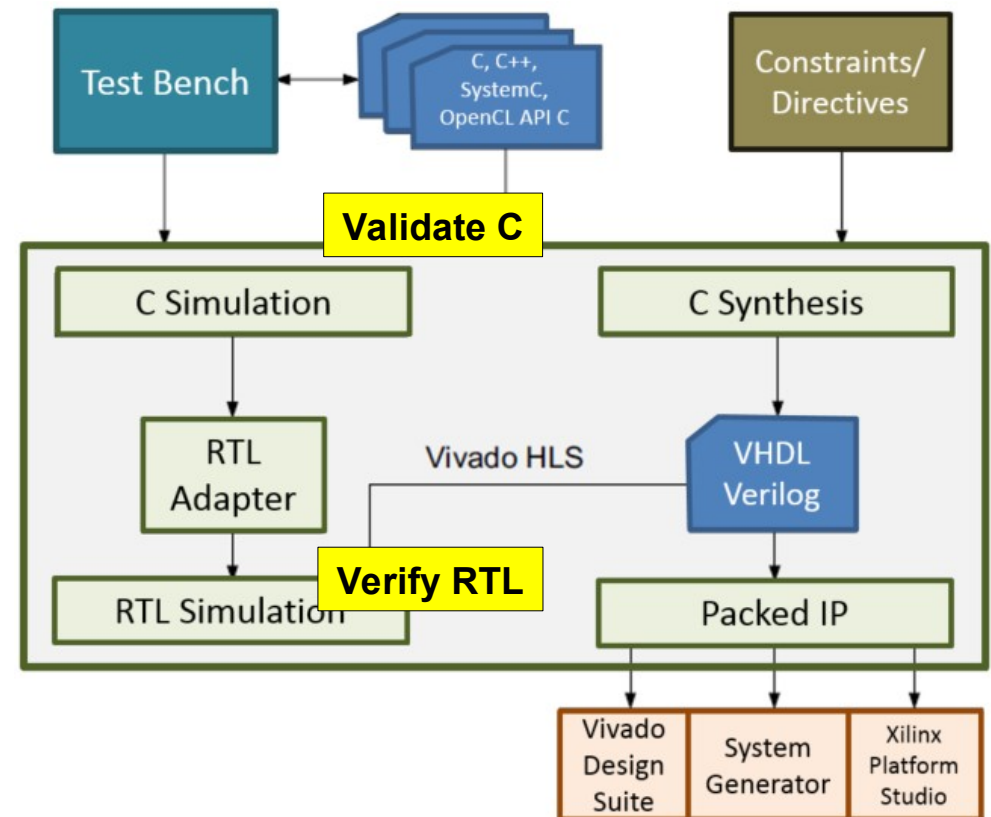 Test Bench
C, C++,
SystemC,
OpenCL API C
Constraints/
Directives
Validate C
C Simulation
C Synthesis
RTL
Adapter
Vivado HLS
VHDL
Verilog
Verify RTL
RTL Simulation
Packed IP
Vivado
Design
Suite
System
Generator
Xilinx
Platform
Studio